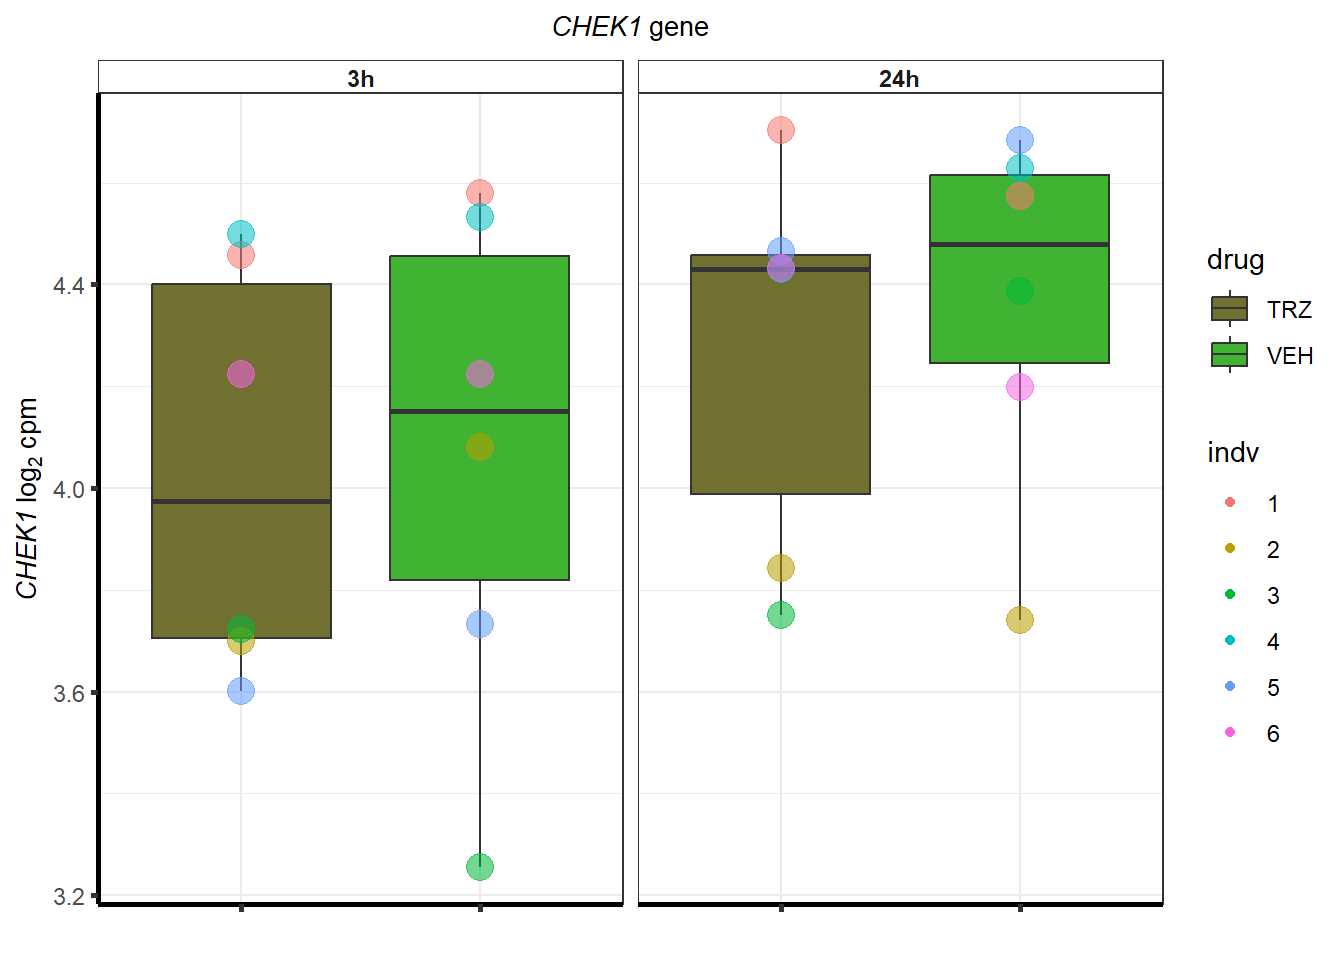 CHEK1 gene
3h
24h
4.4
4.0
3.6
3.2
CHEK1 log₂ cpm
drug
TRZ
VEH
indv
1
2
3
4
5
6